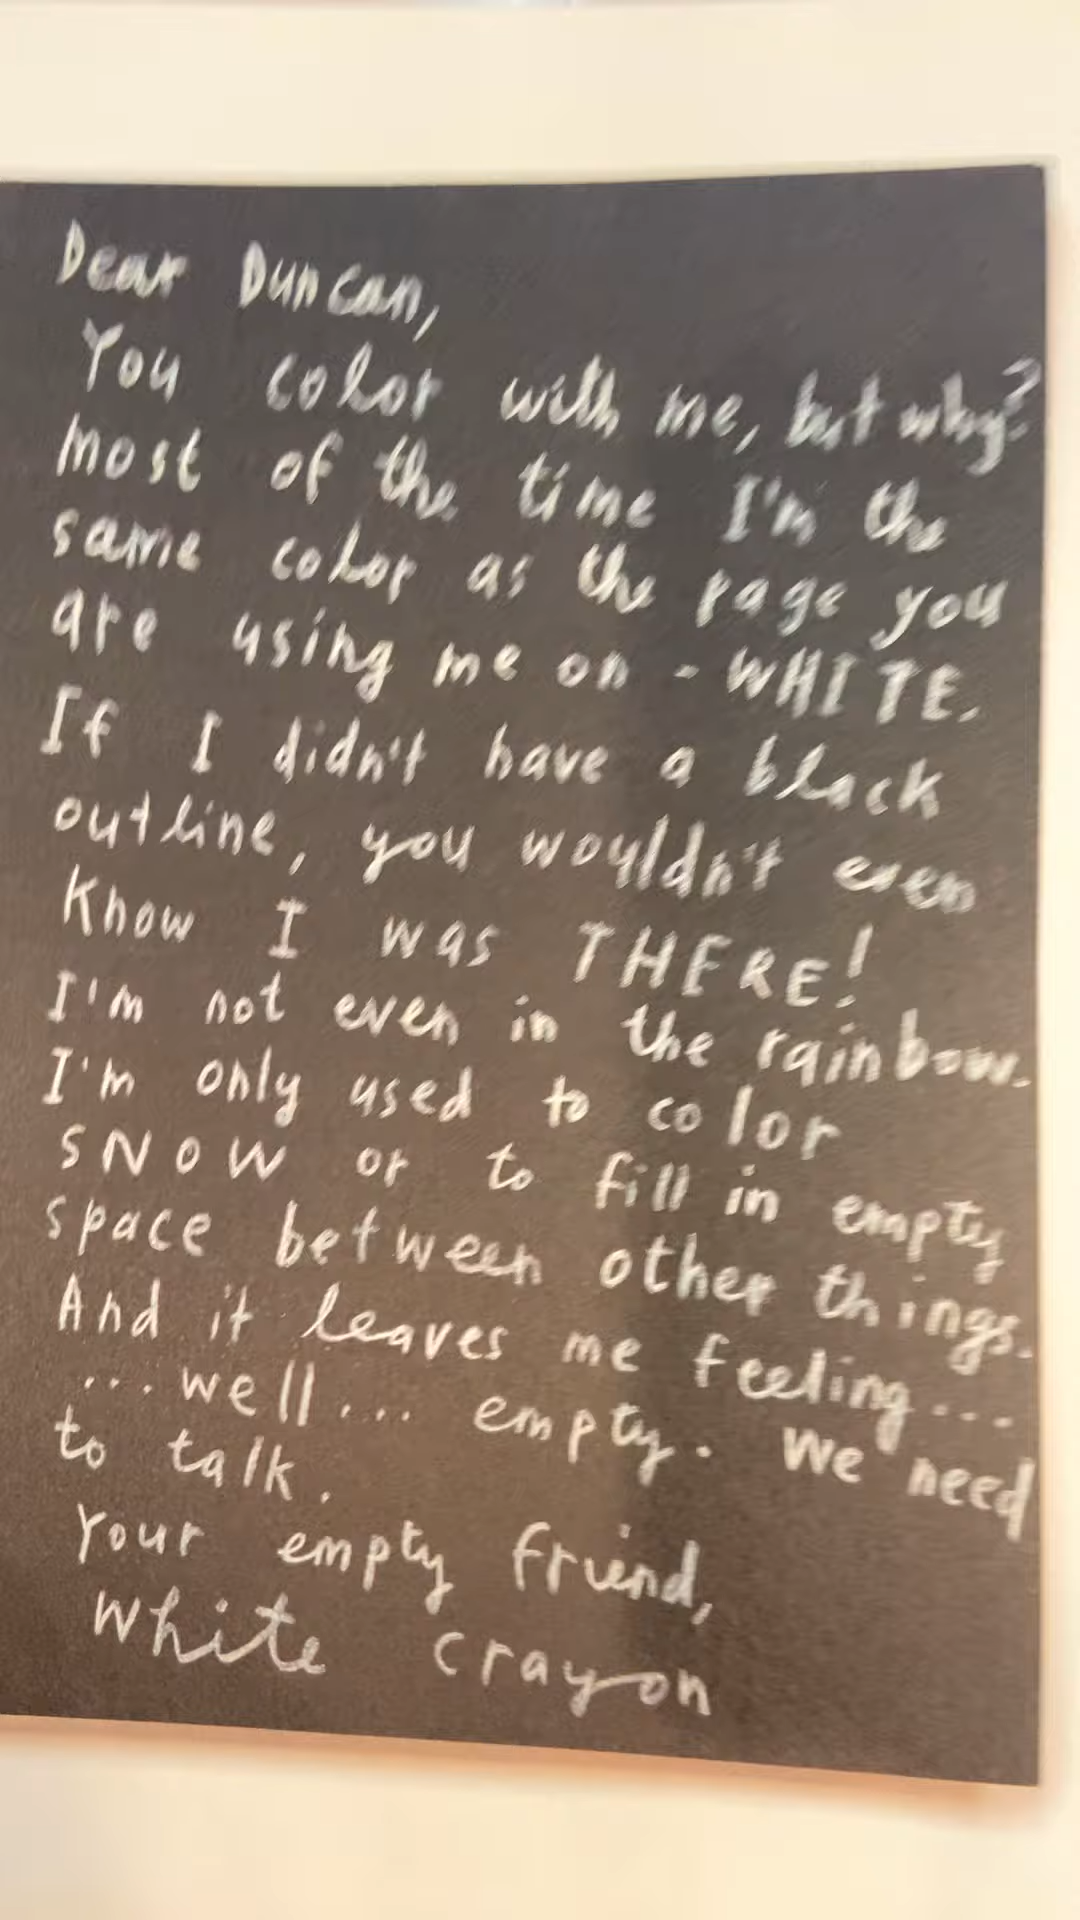 Dear Duncan,
You color with me, but why?
most of the time I'm the
same color as the page you
are using me on - WHITE.
If I didn't have a black
outline, you wouldn't even
Know I was THERE!
I'm not even in the rainbow.
I'm only used to color
SNOW or to fill in empty
space between other things.
And it leaves me feeling...
...well... empty. We need
to talk.
Your empty friend,
White crayon